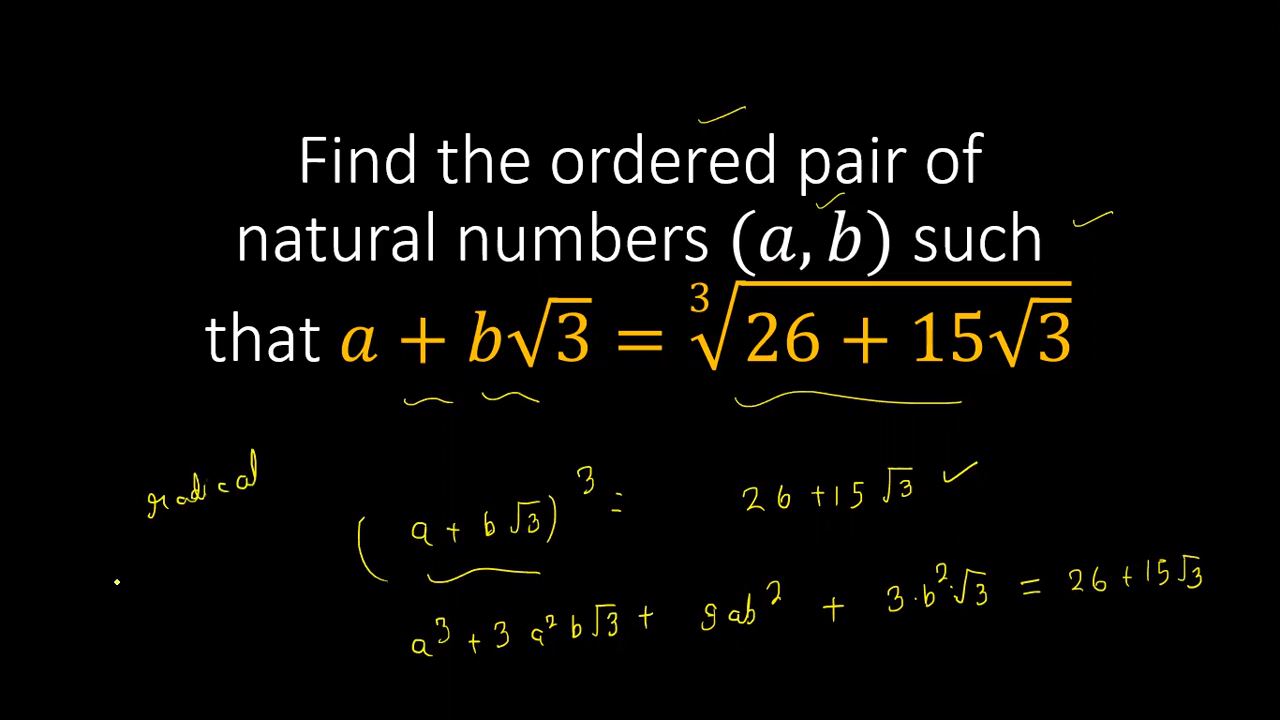 Find the ordered pair of
natural numbers (a, b) such
that a + b√3 = ∛(26 + 15√3)
radical
(a + b√3)³ = 26 + 15√3
a³ + 3a²b√3 + 9ab² + 3·b²·√3 = 26 + 15√3